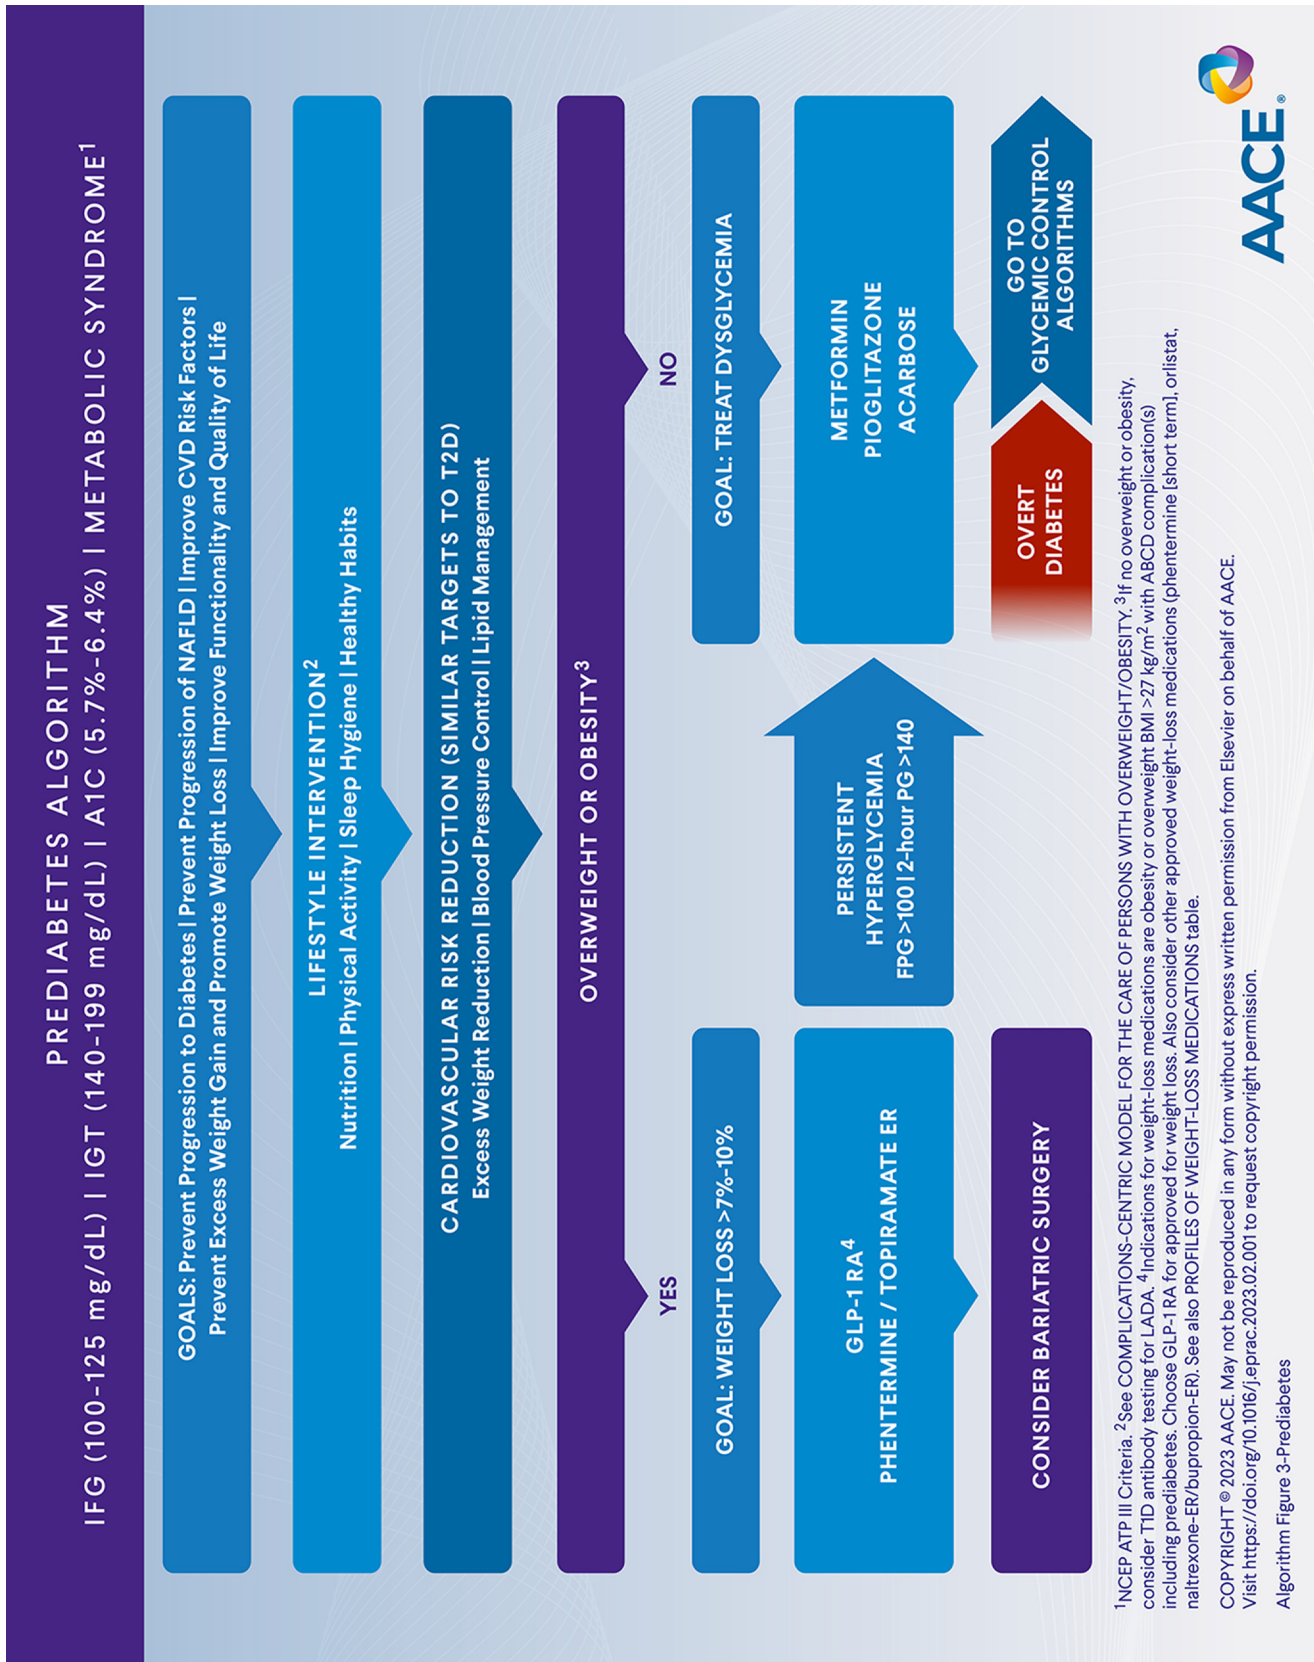 PREDIABETES ALGORITHM
IFG (100-125 mg/dL) | IGT (140-199 mg/dL) | A1C (5.7%-6.4%) | METABOLIC SYNDROME¹
GOALS: Prevent Progression to Diabetes | Prevent Progression of NAFLD | Improve CVD Risk Factors |
Prevent Excess Weight Gain and Promote Weight Loss | Improve Functionality and Quality of Life
LIFESTYLE INTERVENTION²
Nutrition | Physical Activity | Sleep Hygiene | Healthy Habits
CARDIOVASCULAR RISK REDUCTION (SIMILAR TARGETS TO T2D)
Excess Weight Reduction | Blood Pressure Control | Lipid Management
OVERWEIGHT OR OBESITY³
YES
NO
GOAL: WEIGHT LOSS >7%-10%
GOAL: TREAT DYSGLYCEMIA
GLP-1 RA⁴
PHENTERMINE / TOPIRAMATE ER
PERSISTENT
HYPERGLYCEMIA
FPG >100 | 2-hour PG >140
METFORMIN
PIOGLITAZONE
ACARBOSE
CONSIDER BARIATRIC SURGERY
OVERT
DIABETES
GO TO
GLYCEMIC CONTROL
ALGORITHMS
¹NCEP ATP III Criteria. ²See COMPLICATIONS-CENTRIC MODEL FOR THE CARE OF PERSONS WITH OVERWEIGHT/OBESITY. ³If no overweight or obesity,
consider T1D antibody testing for LADA. ⁴Indications for weight-loss medications are obesity or overweight BMI >27 kg/m² with ABCD complication(s)
including prediabetes. Choose GLP-1 RA for approved for weight loss. Also consider other approved weight-loss medications (phentermine [short term], orlistat,
naltrexone-ER/bupropion-ER). See also PROFILES OF WEIGHT-LOSS MEDICATIONS table.
COPYRIGHT © 2023 AACE. May not be reproduced in any form without express written permission from Elsevier on behalf of AACE.
Visit https://doi.org/10.1016/j.eprac.2023.02.001 to request copyright permission.
Algorithm Figure 3-Prediabetes
AACE®